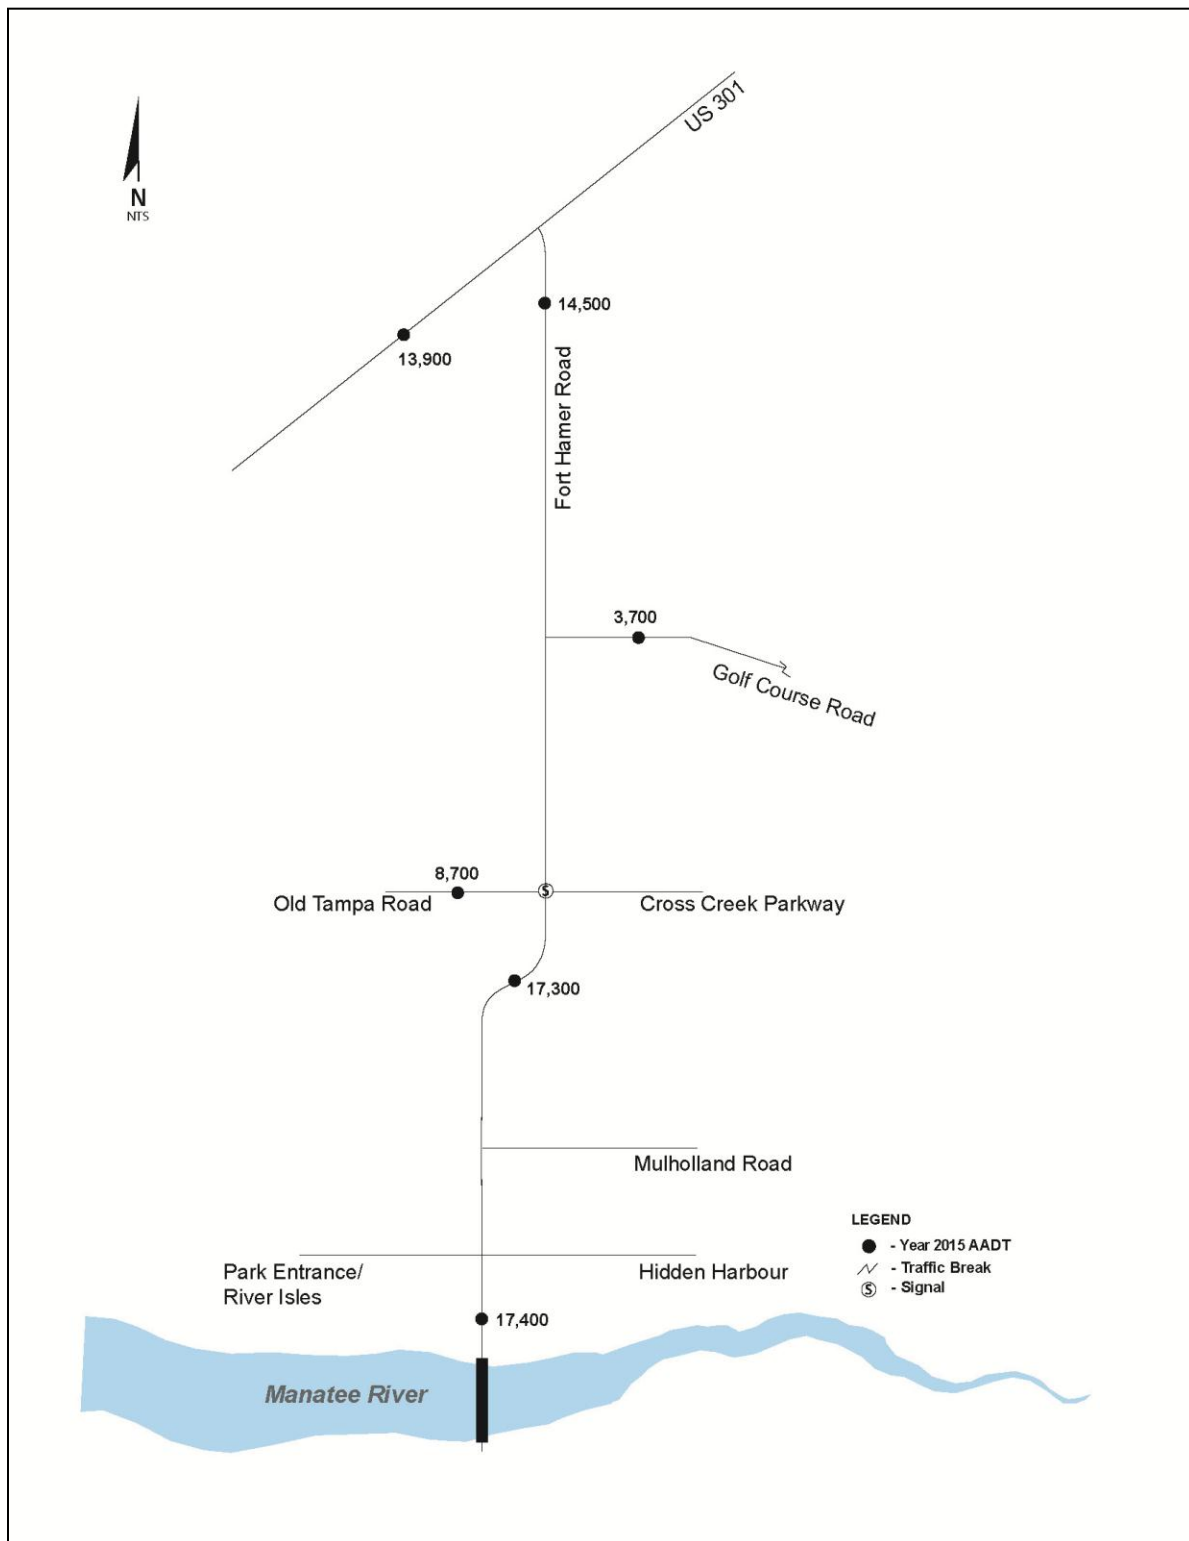 US 301
N
NTS
14,500
13,900
Fort Hamer Road
3,700
Golf Course Road
8,700
S
Old Tampa Road
Cross Creek Parkway
17,300
Mulholland Road
LEGEND
- Year 2015 AADT
- Traffic Break
S - Signal
Park Entrance/
River Isles
Hidden Harbour
17,400
Manatee River